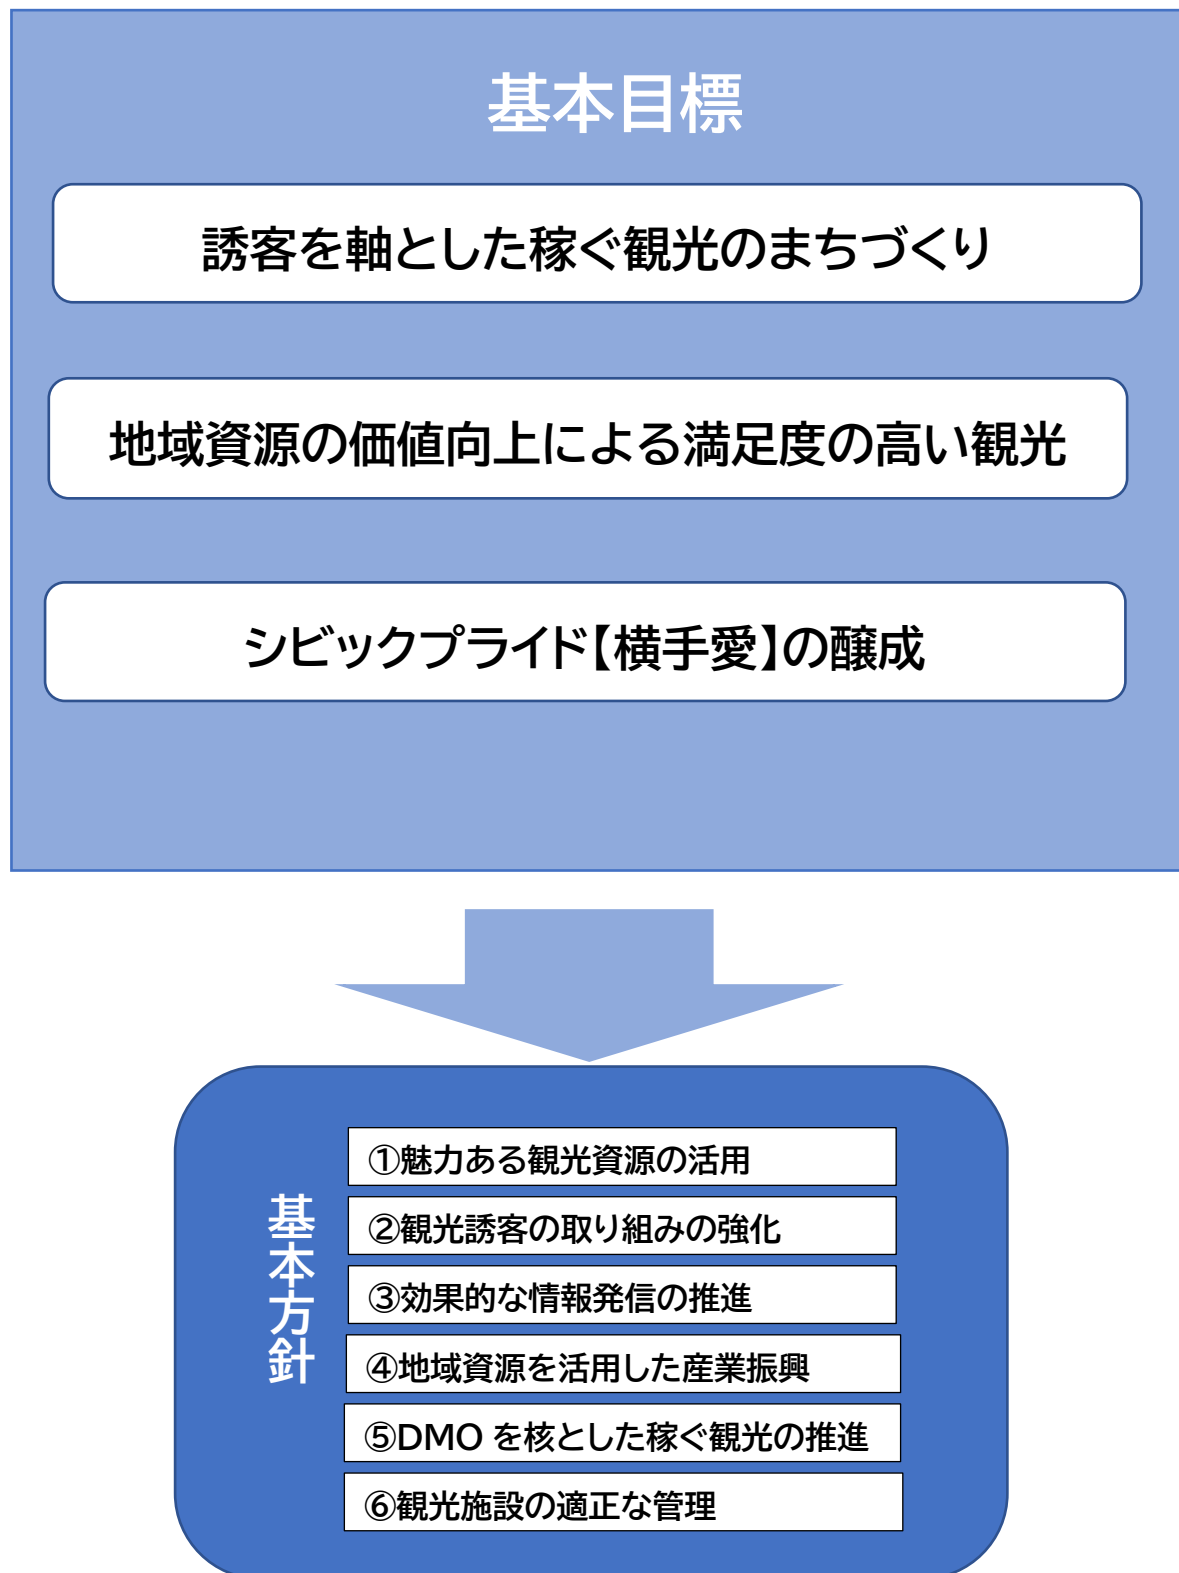 基本目標
誘客を軸とした稼ぐ観光のまちづくり
地域資源の価値向上による満足度の高い観光
シビックプライド【横手愛】の醸成
基本方針
①魅力ある観光資源の活用
②観光誘客の取り組みの強化
③効果的な情報発信の推進
④地域資源を活用した産業振興
⑤DMO を核とした稼ぐ観光の推進
⑥観光施設の適正な管理